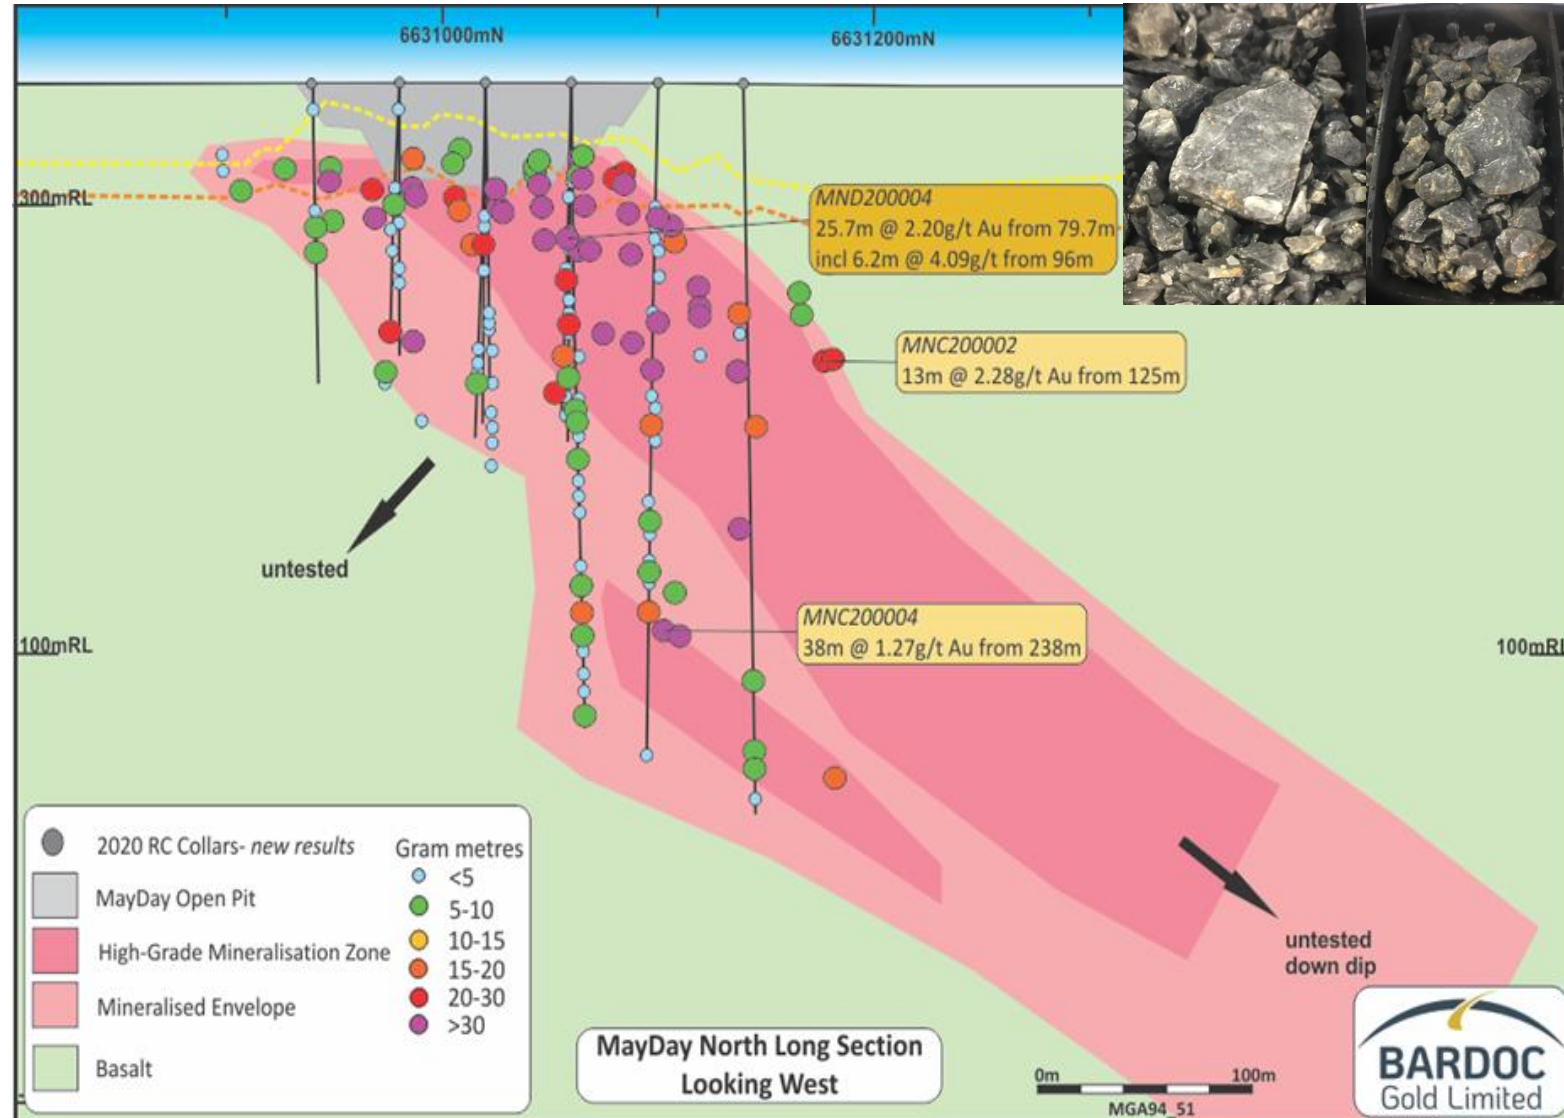 6631000mN
6631200mN
300mRL
MND200004
25.7m @ 2.20g/t Au from 79.7m
incl 6.2m @ 4.09g/t from 96m
MNC200002
13m @ 2.28g/t Au from 125m
untested
MNC200004
38m @ 1.27g/t Au from 238m
100mRL
100mRL
2020 RC Collars- new results
MayDay Open Pit
High-Grade Mineralisation Zone
Mineralised Envelope
Basalt
Gram metres
<5
5-10
10-15
15-20
20-30
>30
untested
down dip
MayDay North Long Section
Looking West
0m 100m
MGA94_51
BARDOC
Gold Limited